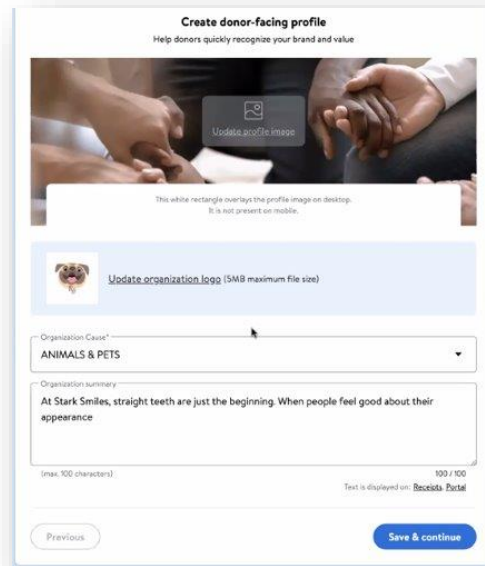 Create donor-facing profile
Help donors quickly recognize your brand and value
Update profile image
This white rectangle overlays the profile image on desktop.
It is not present on mobile.
Update organization logo (5MB maximum file size)
Organization Cause*
ANIMALS & PETS
Organization summary
At Stark Smiles, straight teeth are just the beginning. When people feel good about their
appearance
(max. 100 characters) 100 / 100
Text is displayed on: Receipts, Portal
Previous Save & continue